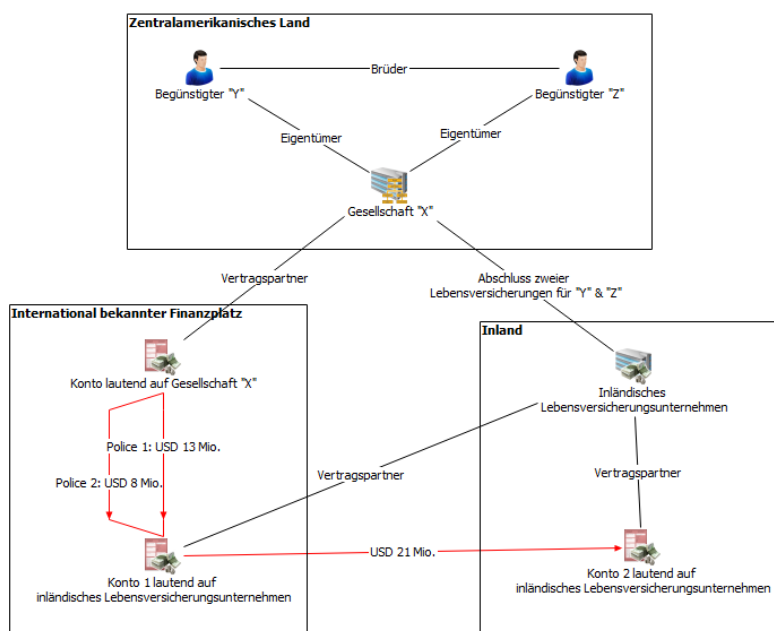 Zentralamerikanisches Land
Brüder
Begünstigter "Y"
Begünstigter "Z"
Eigentümer
Eigentümer
Gesellschaft "X"
Vertragspartner
Abschluss zweier
Lebensversicherungen für "Y" & "Z"
International bekannter Finanzplatz
Inland
Konto lautend auf Gesellschaft "X"
Inländisches
Lebensversicherungsunternehmen
Police 1: USD 13 Mio.
Police 2: USD 8 Mio.
Vertragspartner
Vertragspartner
USD 21 Mio.
Konto 1 lautend auf
inländisches Lebensversicherungsunternehmen
Konto 2 lautend auf
inländisches Lebensversicherungsunternehmen